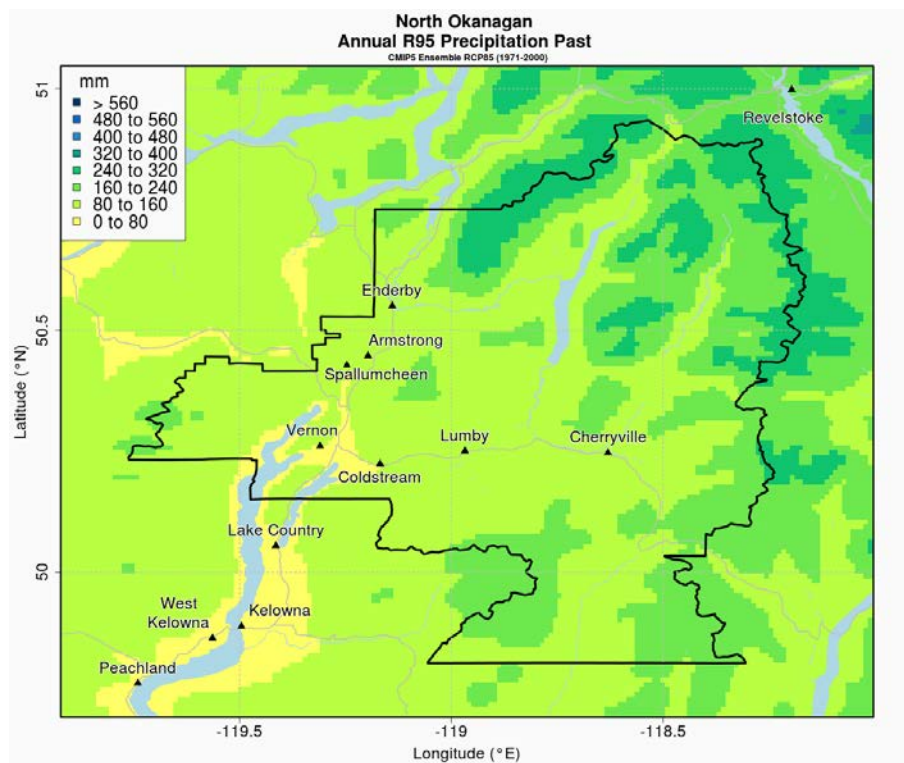 North Okanagan
Annual R95 Precipitation Past
CMIP5 Ensemble RCP85 (1971-2000)
mm
> 560
480 to 560
400 to 480
320 to 400
240 to 320
160 to 240
80 to 160
0 to 80
51
50.5
50
Latitude (°N)
Revelstoke
Enderby
Armstrong
Spallumcheen
Vernon
Lumby
Cherryville
Coldstream
Lake Country
West
Kelowna
Kelowna
Peachland
-119.5
-119
-118.5
Longitude (°E)